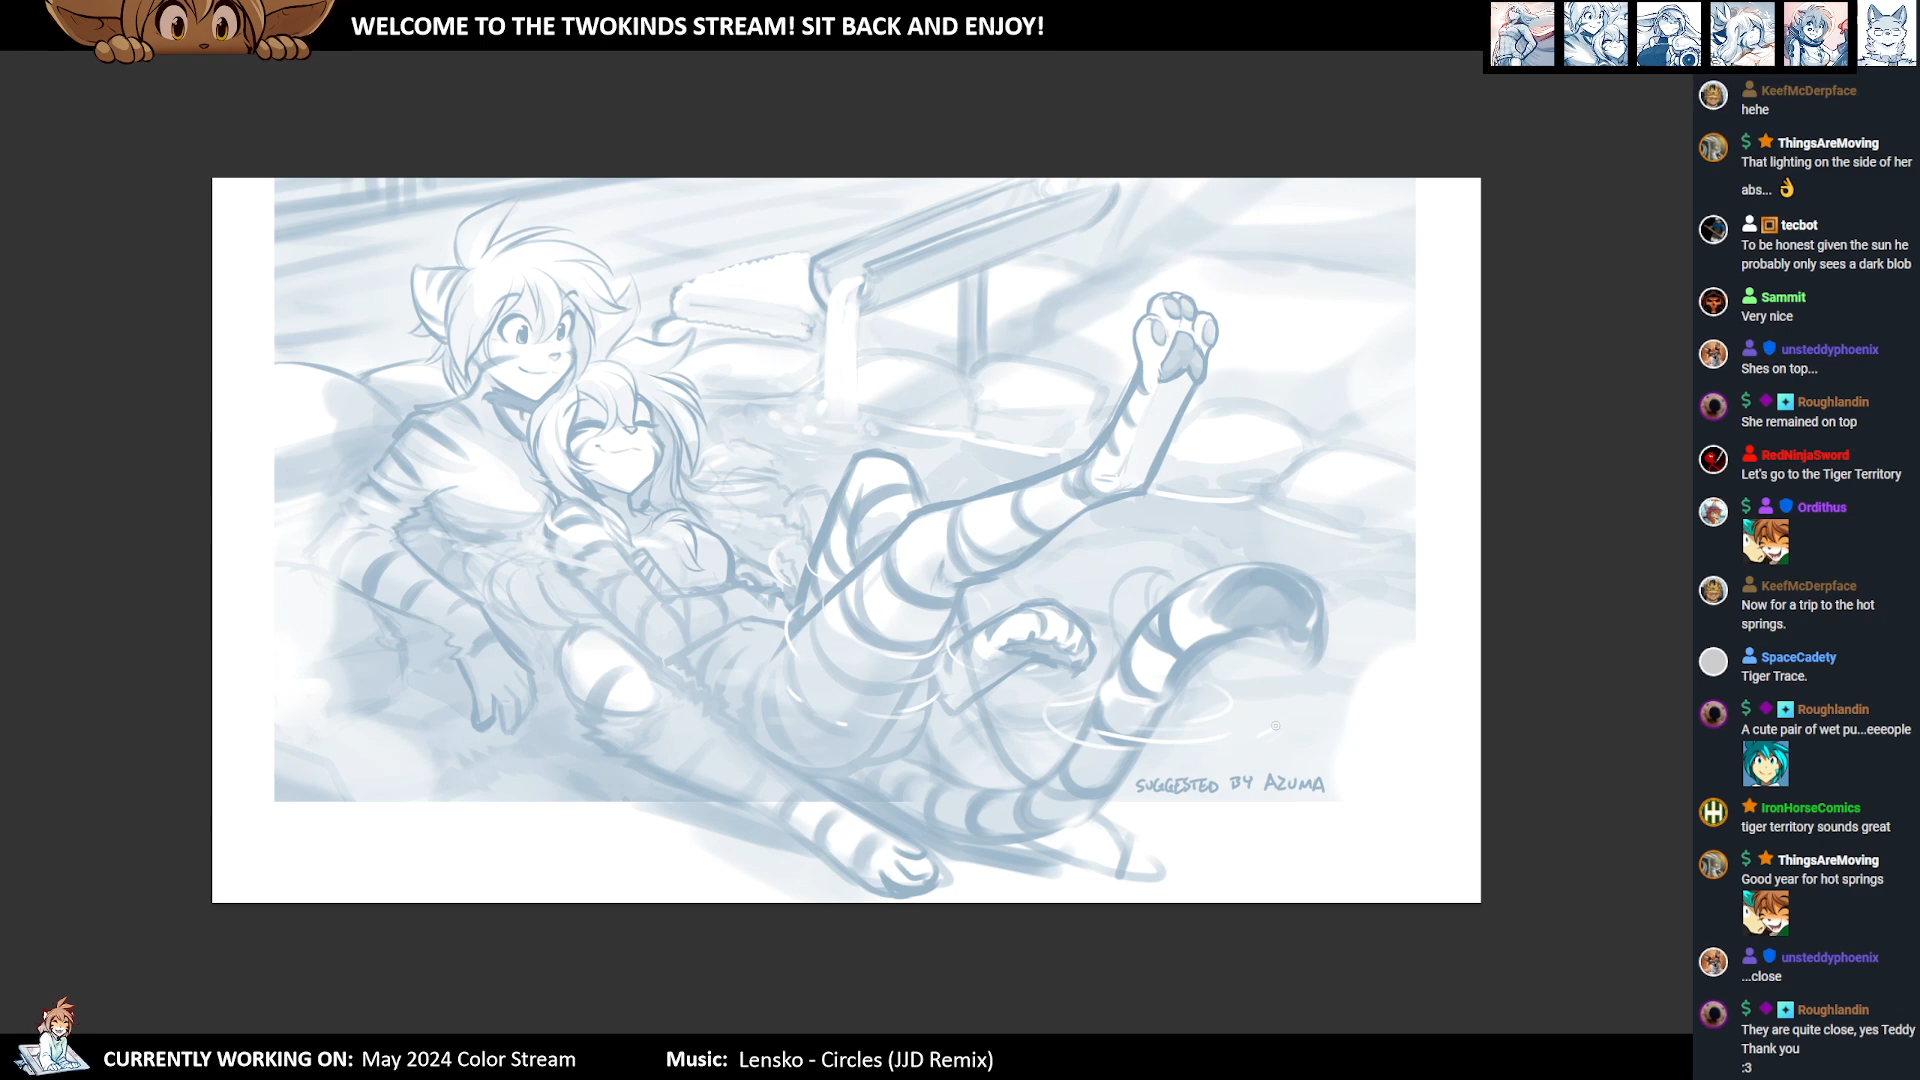 WELCOME TO THE TWOKINDS STREAM! SIT BACK AND ENJOY!
KeefMcDerpface
hehe
ThingsAreMoving
That lighting on the side of her
abs... 👌
tecbot
To be honest given the sun he
probably only sees a dark blob
Sammit
Very nice
unsteddyphoenix
Shes on top...
Roughlandin
She remained on top
RedNinjaSword
Let's go to the Tiger Territory
Ordithus
KeefMcDerpface
Now for a trip to the hot
springs.
SpaceCadety
Tiger Trace.
Roughlandin
A cute pair of wet pu...eeeople
IronHorseComics
tiger territory sounds great
ThingsAreMoving
Good year for hot springs
unsteddyphoenix
...close
Roughlandin
They are quite close, yes Teddy
Thank you
:3
SUGGESTED BY AZUMA
CURRENTLY WORKING ON: May 2024 Color Stream
Music: Lensko - Circles (JJD Remix)